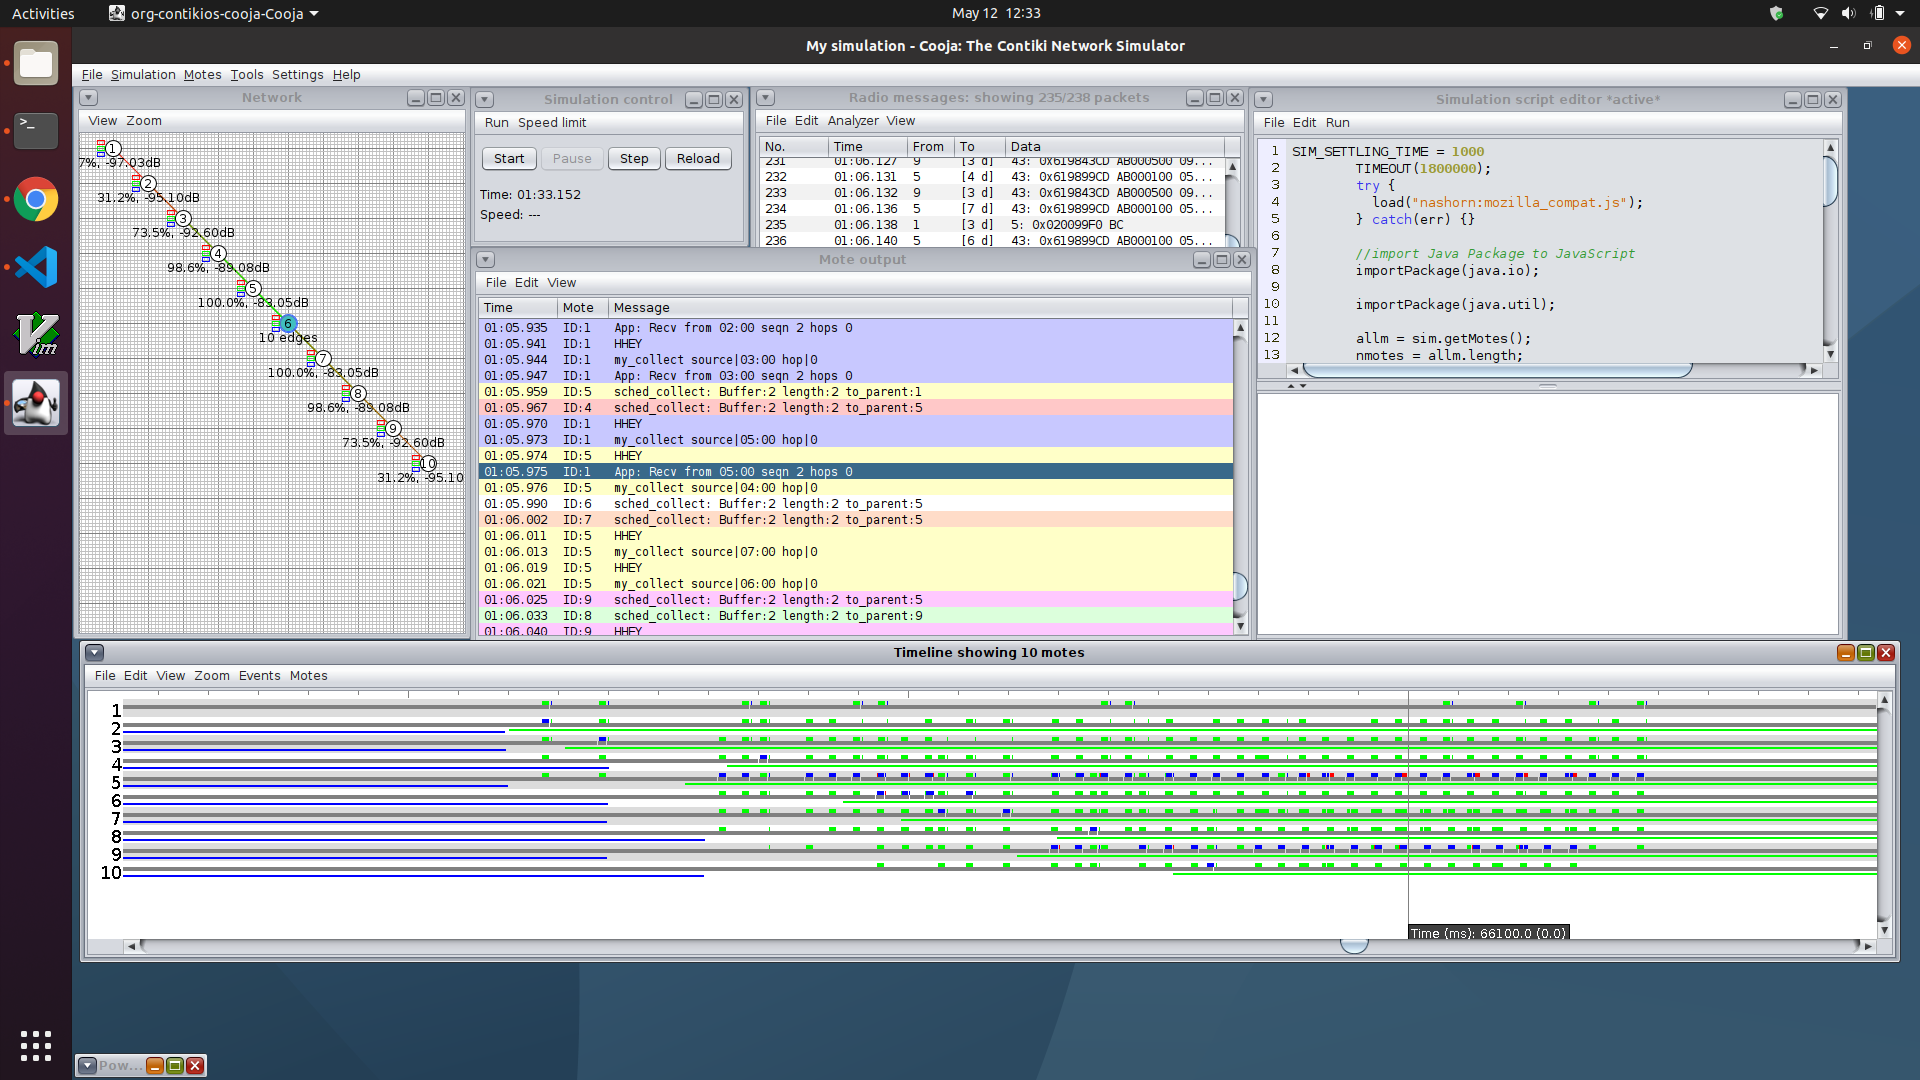 Activities
org-contikios-cooja-Cooja
May 12 12:33
My simulation - Cooja: The Contiki Network Simulator
File Simulation Motes Tools Settings Help
Network
View Zoom
1
7%, -97.03dB
2
31.2%, -95.10dB
3
73.5%, -92.60dB
4
98.6%, -89.08dB
5
100.0%, -83.05dB
6
10 edges
7
100.0%, -83.05dB
8
98.6%, -89.08dB
9
73.5%, -92.60dB
10
31.2%, -95.10
Simulation control
Run Speed limit
Start Pause Step Reload
Time: 01:33.152
Speed: ---
Radio messages: showing 235/238 packets
File Edit Analyzer View
No. Time From To Data
231 01:06.127 9 [3 d] 43: 0x619843CD AB000500 09...
232 01:06.131 5 [4 d] 43: 0x619899CD AB000100 05...
233 01:06.132 9 [3 d] 43: 0x619843CD AB000500 09...
234 01:06.136 5 [7 d] 43: 0x619899CD AB000100 05...
235 01:06.138 1 [3 d] 5: 0x020099F0 BC
236 01:06.140 5 [6 d] 43: 0x619899CD AB000100 05...
Mote output
File Edit View
Time Mote Message
01:05.935 ID:1 App: Recv from 02:00 seqn 2 hops 0
01:05.941 ID:1 HHEY
01:05.944 ID:1 my_collect source|03:00 hop|0
01:05.947 ID:1 App: Recv from 03:00 seqn 2 hops 0
01:05.959 ID:5 sched_collect: Buffer:2 length:2 to_parent:1
01:05.967 ID:4 sched_collect: Buffer:2 length:2 to_parent:5
01:05.970 ID:1 HHEY
01:05.973 ID:1 my_collect source|05:00 hop|0
01:05.974 ID:5 HHEY
01:05.975 ID:1 App: Recv from 05:00 seqn 2 hops 0
01:05.976 ID:5 my_collect source|04:00 hop|0
01:05.990 ID:6 sched_collect: Buffer:2 length:2 to_parent:5
01:06.002 ID:7 sched_collect: Buffer:2 length:2 to_parent:5
01:06.011 ID:5 HHEY
01:06.013 ID:5 my_collect source|07:00 hop|0
01:06.019 ID:5 HHEY
01:06.021 ID:5 my_collect source|06:00 hop|0
01:06.025 ID:9 sched_collect: Buffer:2 length:2 to_parent:5
01:06.033 ID:8 sched_collect: Buffer:2 length:2 to_parent:9
01:06.040 ID:9 HHEY
Simulation script editor *active*
File Edit Run
1 SIM_SETTLING_TIME = 1000
2 TIMEOUT(1800000);
3 try {
4 load("nashorn:mozilla_compat.js");
5 } catch(err) {}
6
7 //import Java Package to JavaScript
8 importPackage(java.io);
9
10 importPackage(java.util);
11
12 allm = sim.getMotes();
13 nmotes = allm.length;
Timeline showing 10 motes
File Edit View Zoom Events Motes
1
2
3
4
5
6
7
8
9
10
Time (ms): 66100.0 (0.0)
Pow...